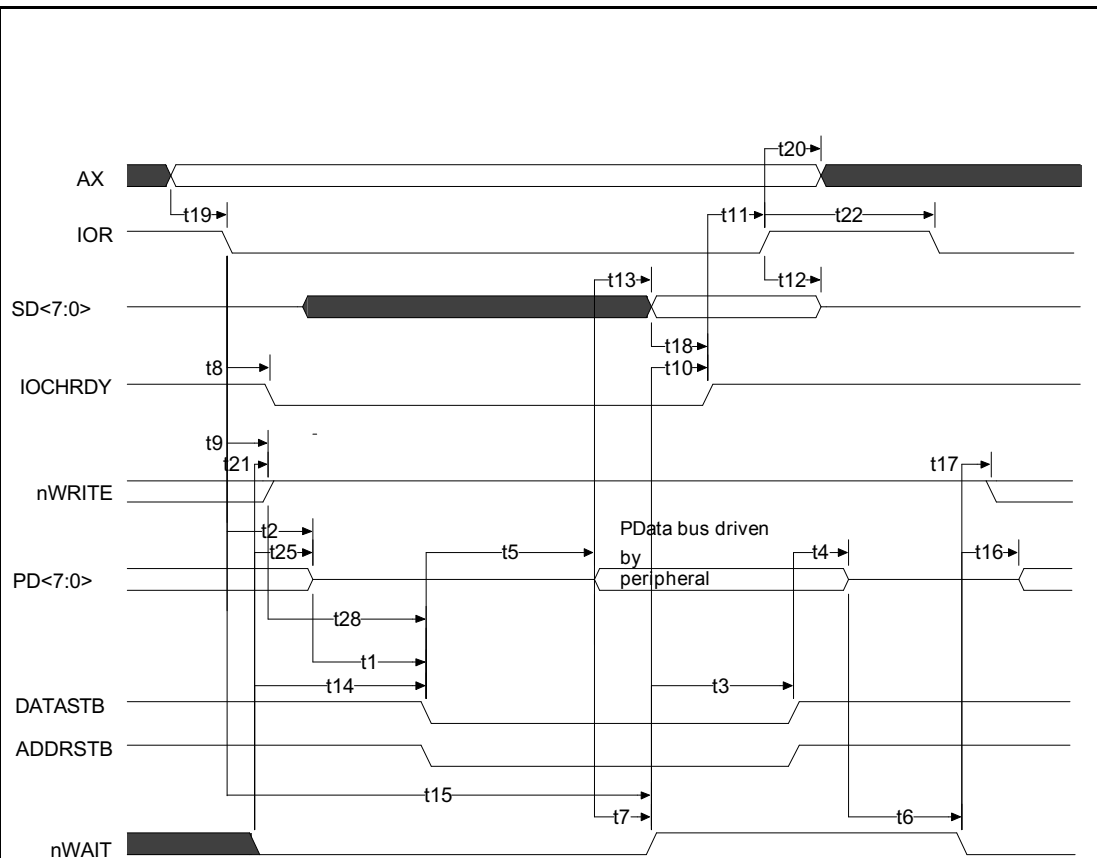 t20
AX
t19
t11
t22
IOR
t13
t12
SD<7:0>
t18
t8
t10
IOCHRDY
t9
t21
t17
nWRITE
t2
PData bus driven
t25
t5
by
t4
t16
PD<7:0>
peripheral
t28
t1
t14
t3
DATASTB
ADDRSTB
t15
t7
t6
nWAIT